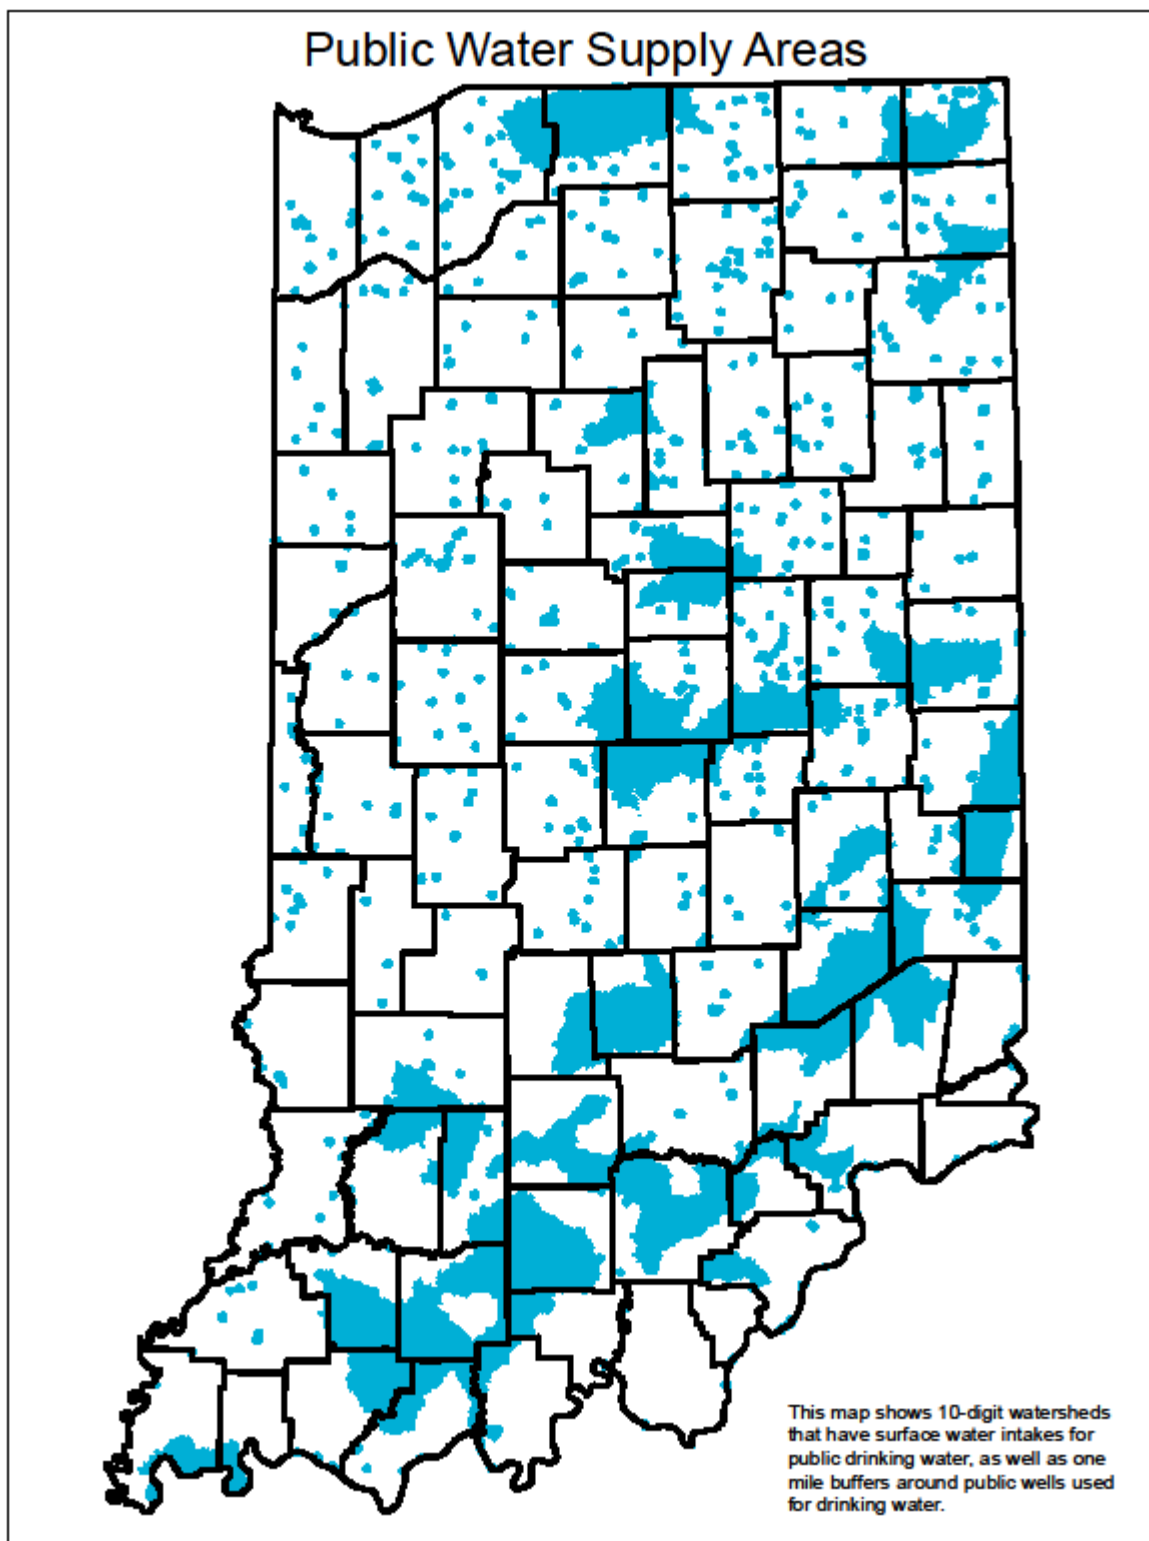 Public Water Supply Areas
This map shows 10-digit watersheds
that have surface water intakes for
public drinking water, as well as one
mile buffers around public wells used
for drinking water.